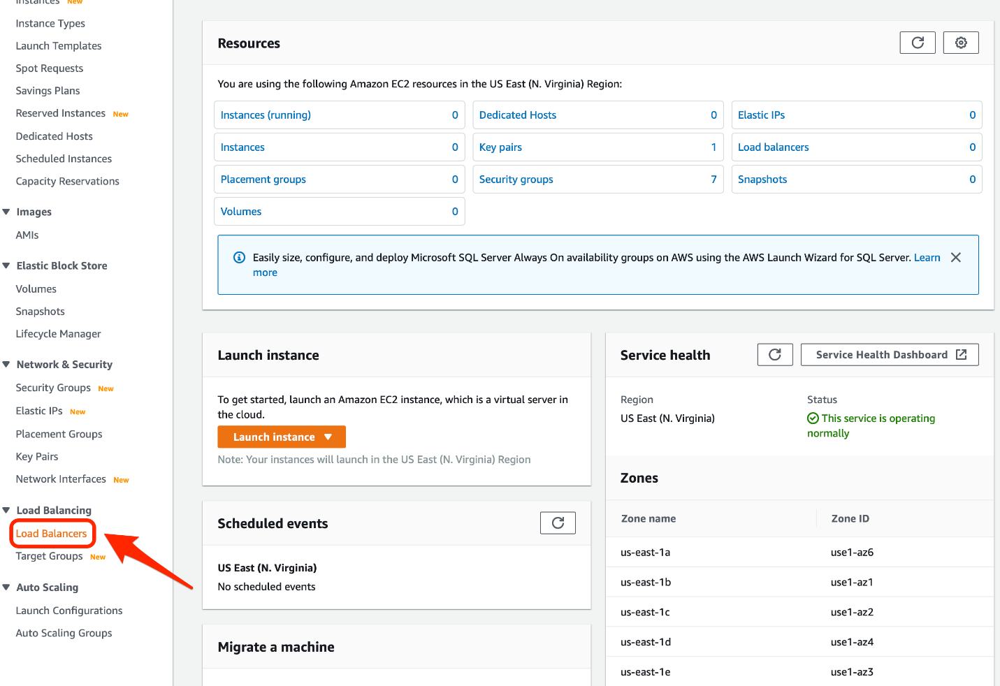 Instances New
Instance Types
Launch Templates
Spot Requests
Savings Plans
Reserved Instances New
Dedicated Hosts
Scheduled Instances
Capacity Reservations
Images
AMIs
Elastic Block Store
Volumes
Snapshots
Lifecycle Manager
Network & Security
Security Groups New
Elastic IPs New
Placement Groups
Key Pairs
Network Interfaces New
Load Balancing
Load Balancers
Target Groups New
Auto Scaling
Launch Configurations
Auto Scaling Groups
Resources
You are using the following Amazon EC2 resources in the US East (N. Virginia) Region:
Instances (running) 0 Dedicated Hosts 0 Elastic IPs 0
Instances 0 Key pairs 1 Load balancers 0
Placement groups 0 Security groups 7 Snapshots 0
Volumes 0
Easily size, configure, and deploy Microsoft SQL Server Always On availability groups on AWS using the AWS Launch Wizard for SQL Server. Learn
more
Launch instance
To get started, launch an Amazon EC2 instance, which is a virtual server in
the cloud.
Launch instance
Note: Your instances will launch in the US East (N. Virginia) Region
Scheduled events
US East (N. Virginia)
No scheduled events
Migrate a machine
Service health
Service Health Dashboard
Region Status
US East (N. Virginia) This service is operating
normally
Zones
Zone name Zone ID
us-east-1a use1-az6
us-east-1b use1-az1
us-east-1c use1-az2
us-east-1d use1-az4
us-east-1e use1-az3